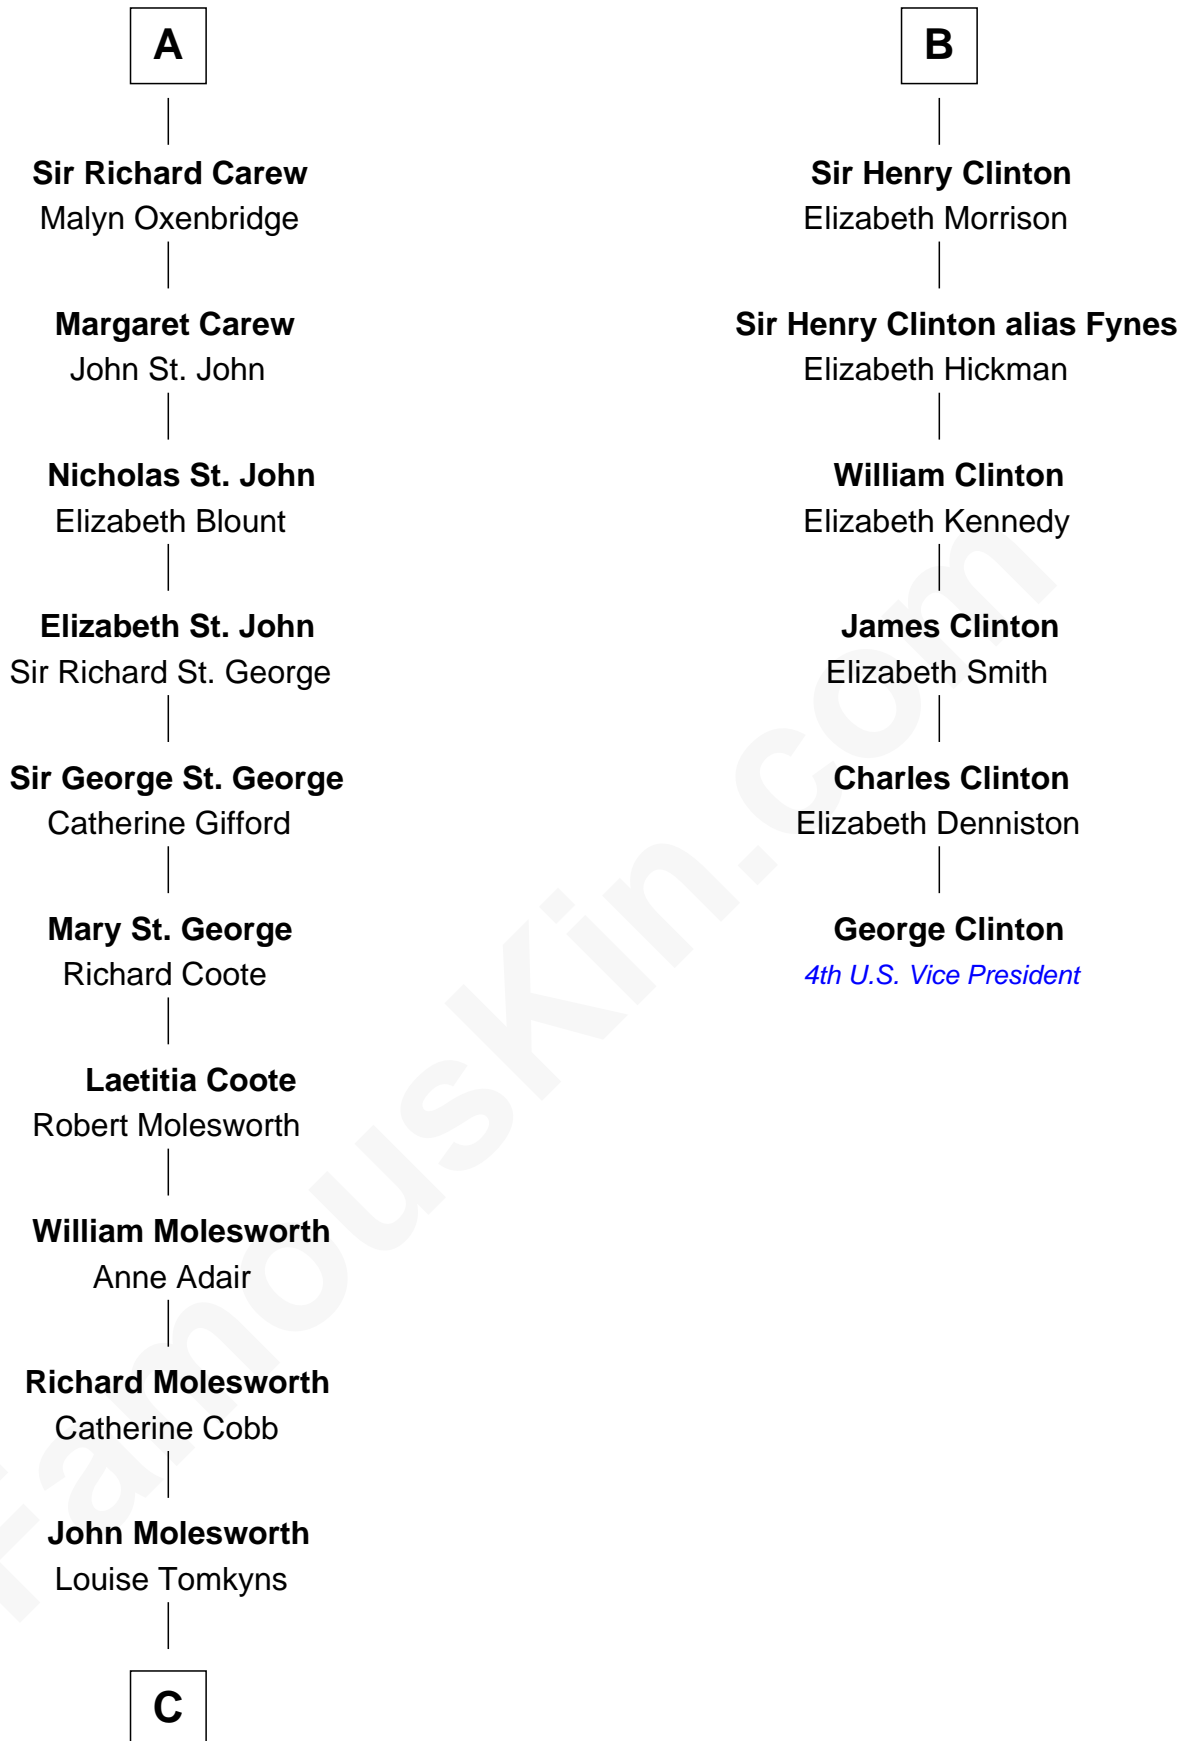 A
Sir Richard Carew
Malyn Oxenbridge
Margaret Carew
John St. John
Nicholas St. John
Elizabeth Blount
Elizabeth St. John
Sir Richard St. George
Sir George St. George
Catherine Gifford
Mary St. George
Richard Coote
Laetitia Coote
Robert Molesworth
William Molesworth
Anne Adair
Richard Molesworth
Catherine Cobb
John Molesworth
Louise Tomkyns
C
B
Sir Henry Clinton
Elizabeth Morrison
Sir Henry Clinton alias Fynes
Elizabeth Hickman
William Clinton
Elizabeth Kennedy
James Clinton
Elizabeth Smith
Charles Clinton
Elizabeth Denniston
George Clinton
4th U.S. Vice President
FamousKin.com